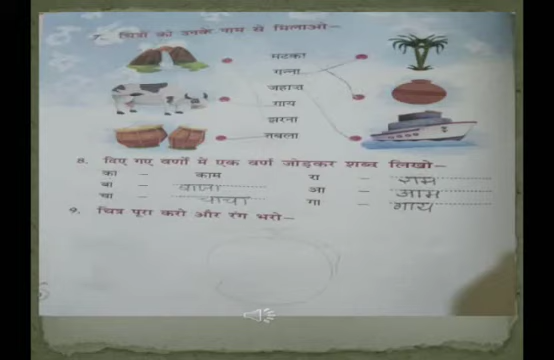 7. चित्रों को उनके नाम से मिलाओ–
मटका
गन्ना
जहाज
गाय
झरना
तबला
8. दिए गए वर्णों में एक वर्ण जोड़कर शब्द लिखो–
का – काम रा – राम
बा – बाजा आ – आम
चा – चाचा गा – गाय
9. चित्र पूरा करो और रंग भरो–